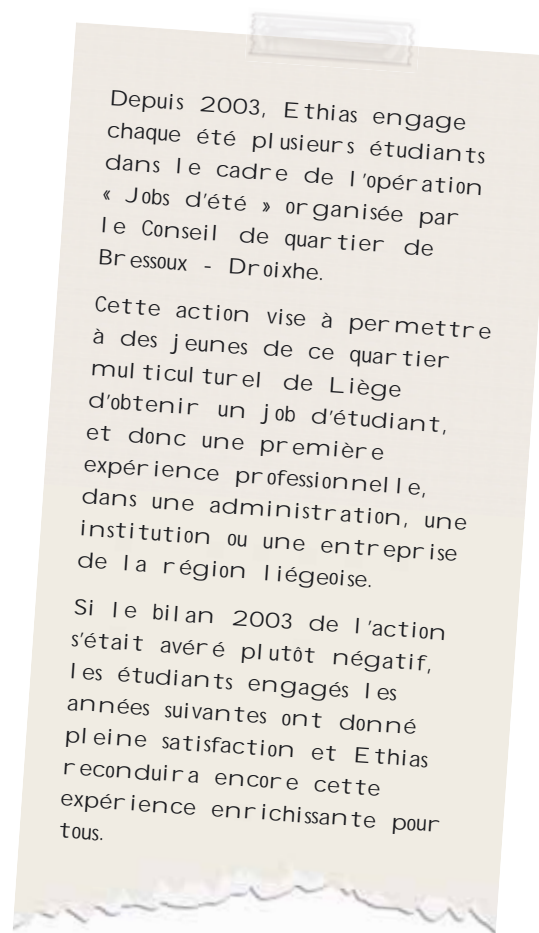 Depuis 2003, Ethias engage
chaque été plusieurs étudiants
dans le cadre de l'opération
« Jobs d'été » organisée par
le Conseil de quartier de
Bressoux - Droixhe.
Cette action vise à permettre
à des jeunes de ce quartier
multiculturel de Liège
d'obtenir un job d'étudiant,
et donc une première
expérience professionnelle,
dans une administration, une
institution ou une entreprise
de la région liégeoise.
Si le bilan 2003 de l'action
s'était avéré plutôt négatif,
les étudiants engagés les
années suivantes ont donné
pleine satisfaction et Ethias
reconduira encore cette
expérience enrichissante pour
tous.